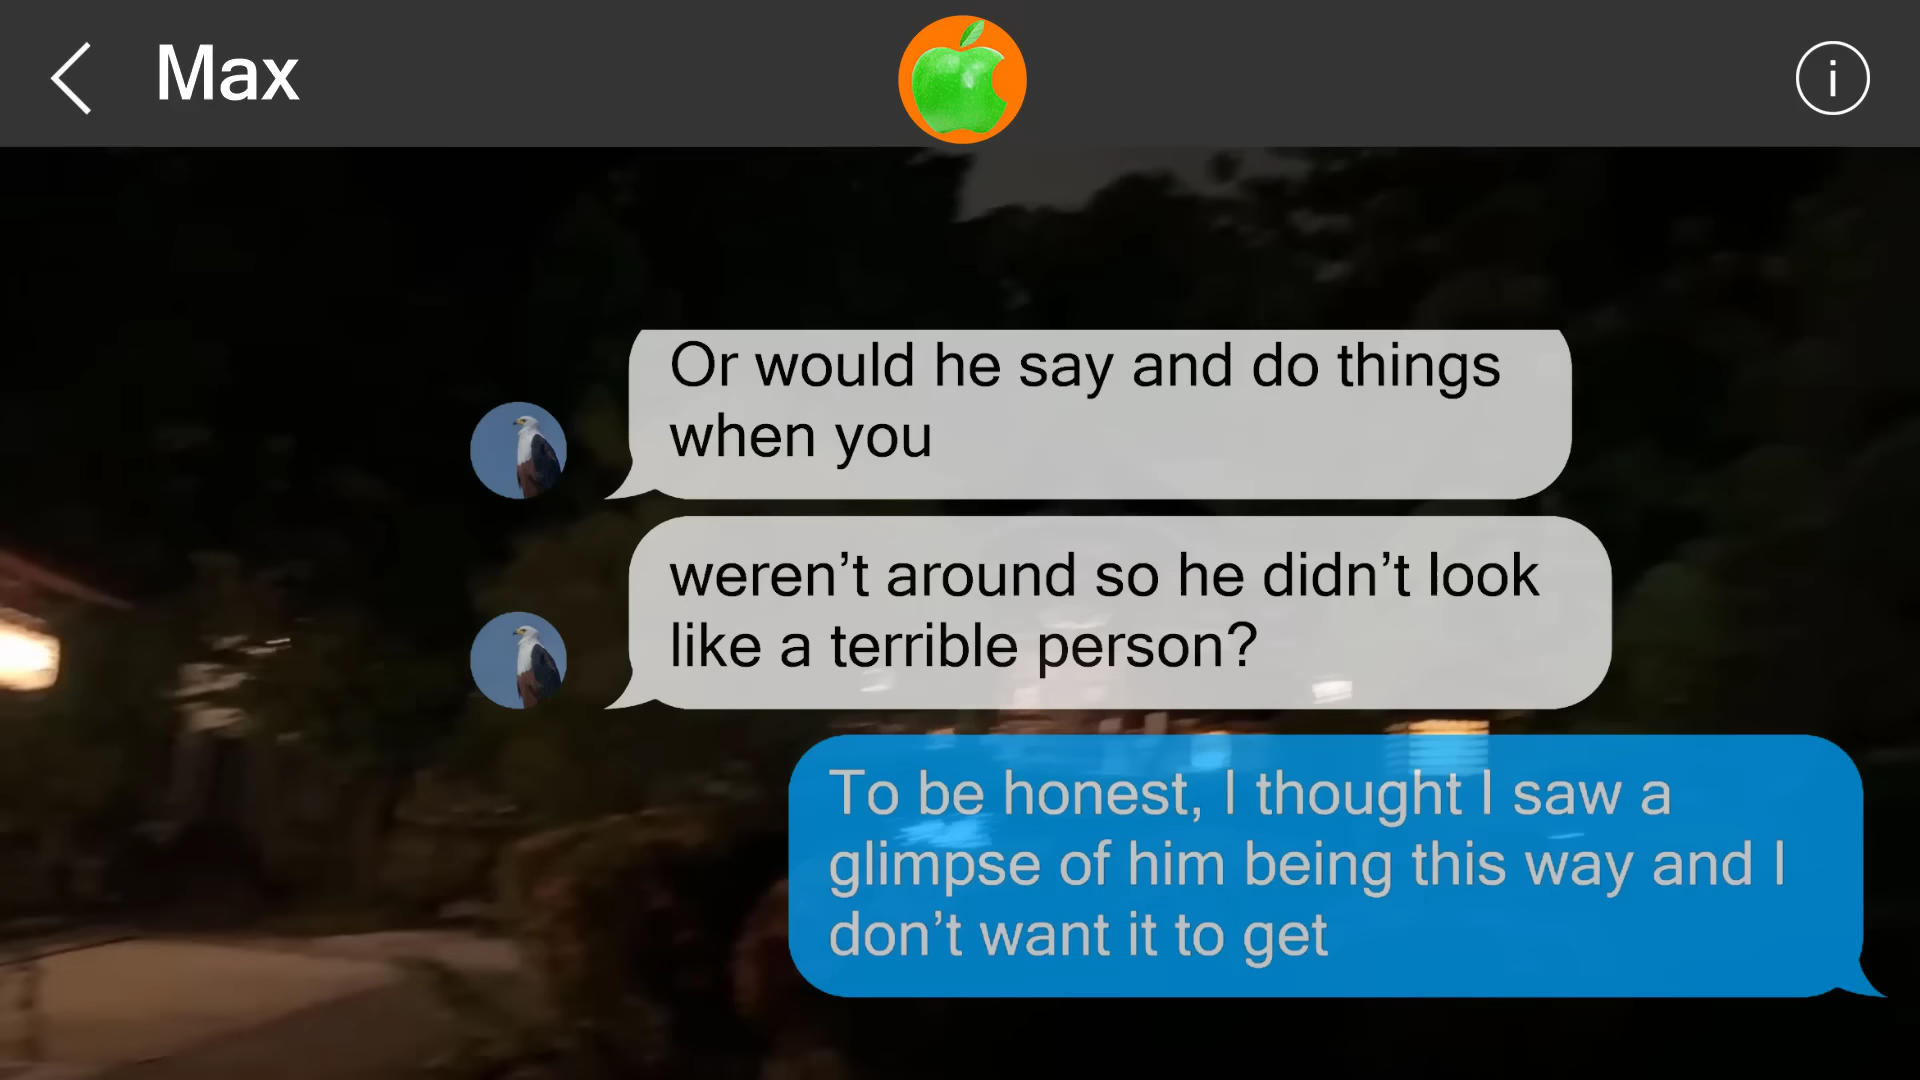 Max
i
Or would he say and do things
when you
weren’t around so he didn’t look
like a terrible person?
To be honest, I thought I saw a
glimpse of him being this way and I
don’t want it to get